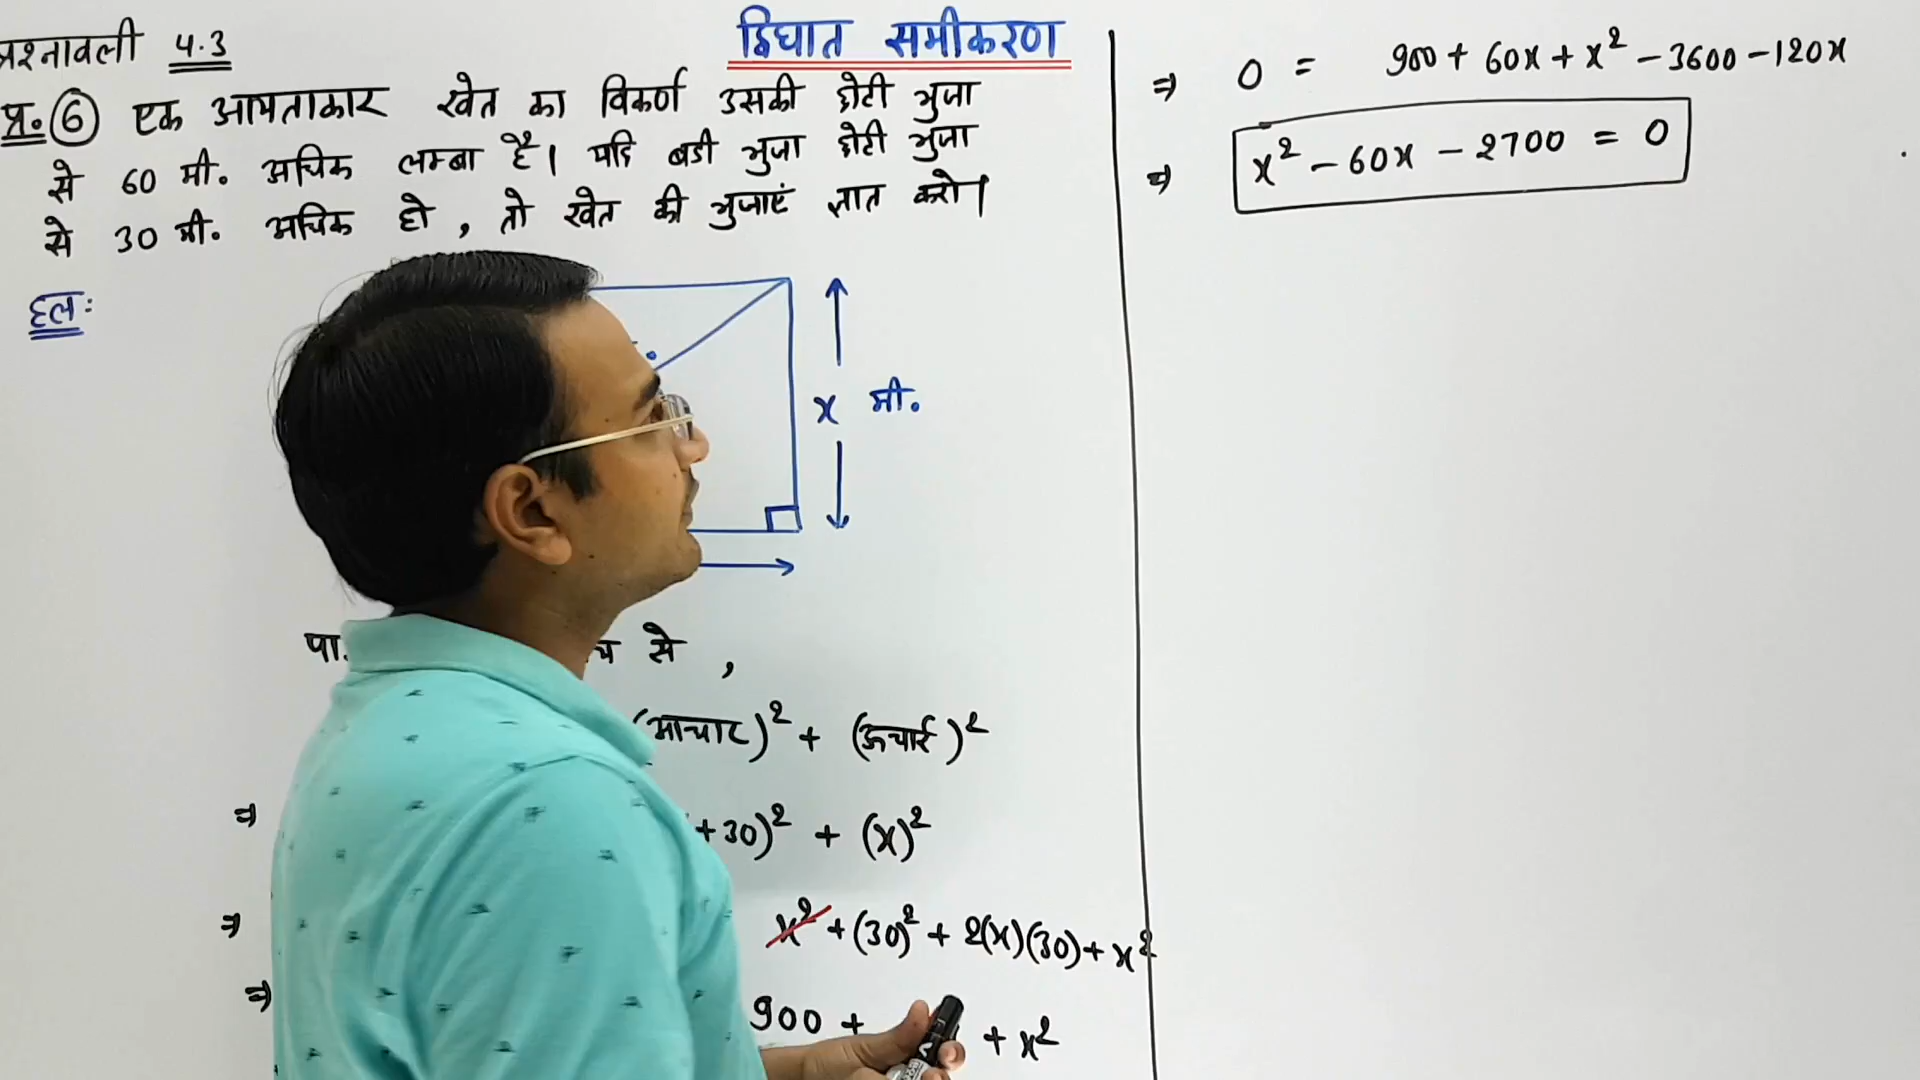 प्रश्नावली 4.3
द्विघात समीकरण
प्र. 6 एक आयताकार खेत का विकर्ण उसकी छोटी भुजा
से 60 मी. अधिक लम्बा है। यदि बडी भुजा छोटी भुजा
से 30 मी. अधिक हो, तो खेत की भुजाएं ज्ञात करो।
हल:
x मी.
पा.
से ,
(आधार)² + (ऊचाई)²
⇒ +30)² + (x)²
⇒ x² + (30)² + 2(x)(30) + x²
⇒ 900 + + x²
⇒ 0 = 900 + 60x + x² - 3600 - 120x
⇒ x² - 60x - 2700 = 0